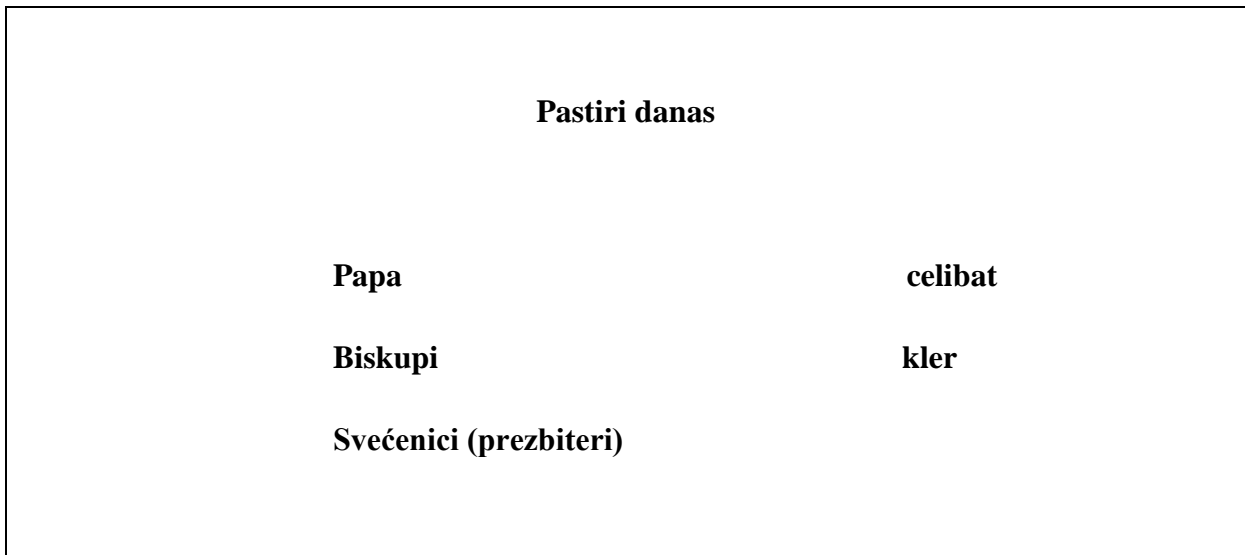 Pastiri danas
Papa celibat
Biskupi kler
Svećenici (prezbiteri)